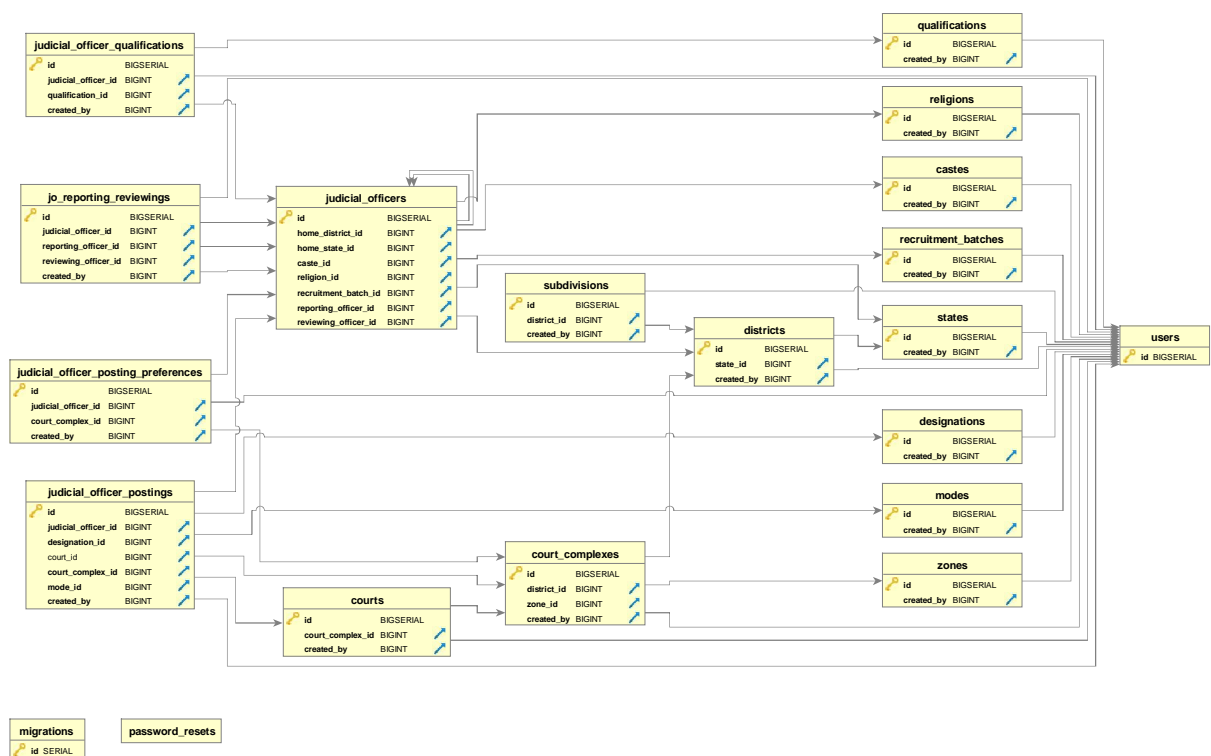 judicial_officer_qualifications
id BIGSERIAL
judicial_officer_id BIGINT
qualification_id BIGINT
created_by BIGINT
qualifications
id BIGSERIAL
created_by BIGINT
religions
id BIGSERIAL
created_by BIGINT
castes
id BIGSERIAL
created_by BIGINT
jo_reporting_reviewings
id BIGSERIAL
judicial_officer_id BIGINT
reporting_officer_id BIGINT
reviewing_officer_id BIGINT
created_by BIGINT
judicial_officers
id BIGSERIAL
home_district_id BIGINT
home_state_id BIGINT
caste_id BIGINT
religion_id BIGINT
recruitment_batch_id BIGINT
reporting_officer_id BIGINT
reviewing_officer_id BIGINT
recruitment_batches
id BIGSERIAL
created_by BIGINT
subdivisions
id BIGSERIAL
district_id BIGINT
created_by BIGINT
districts
id BIGSERIAL
state_id BIGINT
created_by BIGINT
states
id BIGSERIAL
created_by BIGINT
users
id BIGSERIAL
judicial_officer_posting_preferences
id BIGSERIAL
judicial_officer_id BIGINT
court_complex_id BIGINT
created_by BIGINT
designations
id BIGSERIAL
created_by BIGINT
judicial_officer_postings
id BIGSERIAL
judicial_officer_id BIGINT
designation_id BIGINT
court_id BIGINT
court_complex_id BIGINT
mode_id BIGINT
created_by BIGINT
modes
id BIGSERIAL
created_by BIGINT
court_complexes
id BIGSERIAL
district_id BIGINT
zone_id BIGINT
created_by BIGINT
zones
id BIGSERIAL
created_by BIGINT
courts
id BIGSERIAL
court_complex_id BIGINT
created_by BIGINT
migrations
id SERIAL
password_resets